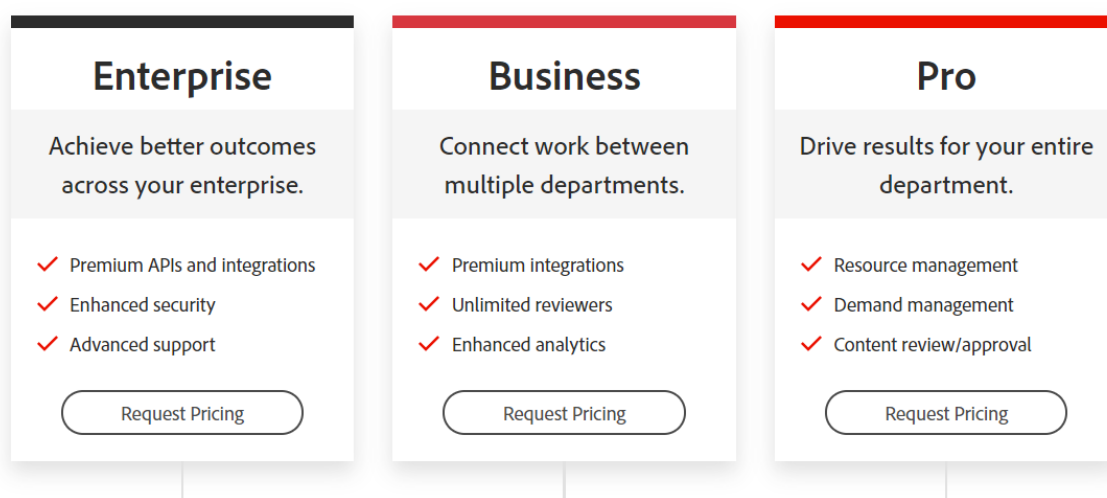 Enterprise
Achieve better outcomes
across your enterprise.
Premium APIs and integrations
Enhanced security
Advanced support
Request Pricing
Business
Connect work between
multiple departments.
Premium integrations
Unlimited reviewers
Enhanced analytics
Request Pricing
Pro
Drive results for your entire
department.
Resource management
Demand management
Content review/approval
Request Pricing